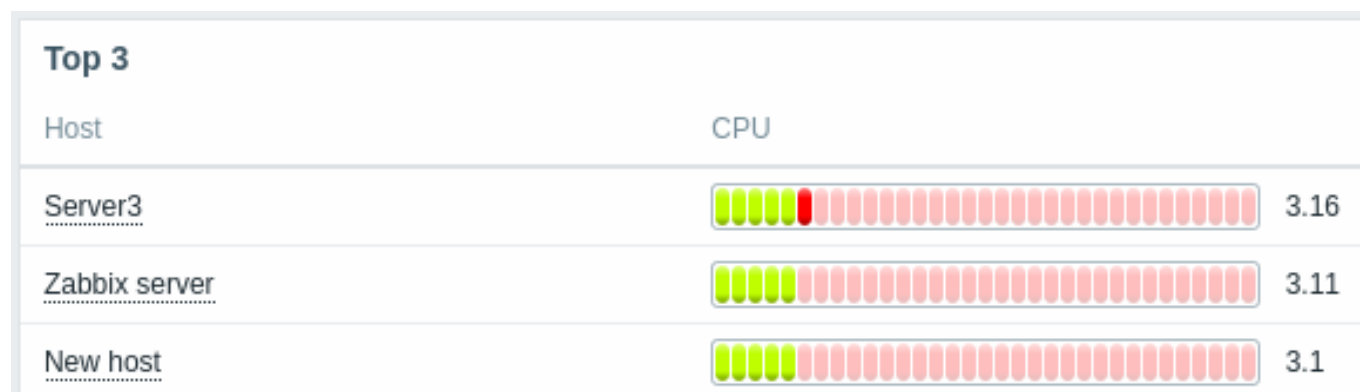 Top 3
Host CPU
Server3 3.16
Zabbix server 3.11
New host 3.1